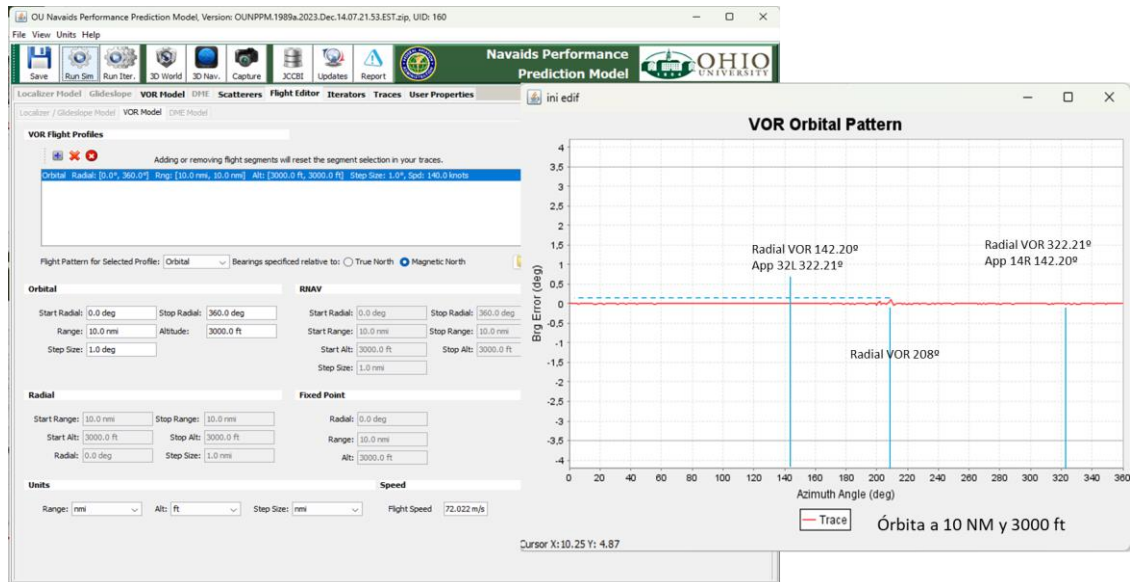 OU Navaids Performance Prediction Model, Version: OUNPPM.1989a.2023.Dec.14.07.21.53.EST.zip, UID: 160
File View Units Help
Save Run Sim Run Iter. 3D World 3D Nav. Capture JCCBI Updates Report
Navaids Performance
Prediction Model
OHIO
UNIVERSITY
Localizer Model Glideslope VOR Model DME Scatterers Flight Editor Iterators Traces User Properties
Localizer / Glideslope Model VOR Model DME Model
VOR Flight Profiles
Adding or removing flight segments will reset the segment selection in your traces.
Orbital Radial: [0.0°, 360.0°] Rng: [10.0 nmi, 10.0 nmi] Alt: [3000.0 ft, 3000.0 ft] Step Size: 1.0°, Spd: 140.0 knots
Flight Pattern for Selected Profile: Orbital Bearings specificed relative to: True North Magnetic North
Orbital
Start Radial: 0.0 deg Stop Radial: 360.0 deg
Range: 10.0 nmi Altitude: 3000.0 ft
Step Size: 1.0 deg
RNAV
Start Radial: 0.0 deg Stop Radial: 360.0 deg
Start Range: 10.0 nmi Stop Range: 10.0 nmi
Start Alt: 3000.0 ft Stop Alt: 3000.0 ft
Step Size: 1.0 nmi
Radial
Start Range: 10.0 nmi Stop Range: 10.0 nmi
Start Alt: 3000.0 ft Stop Alt: 3000.0 ft
Radial: 0.0 deg Step Size: 1.0 nmi
Fixed Point
Radial: 0.0 deg
Range: 10.0 nmi
Alt: 3000.0 ft
Units
Range: nmi Alt: ft Step Size: nmi
Speed
Flight Speed 72.022 m/s
ini edif
VOR Orbital Pattern
4
3,5
3
2,5
2
1,5
1
0,5
0
-0,5
-1
-1,5
-2
-2,5
-3
-3,5
-4
Brg Error (deg)
Radial VOR 142.20º
App 32L 322.21º
Radial VOR 322.21º
App 14R 142.20º
Radial VOR 208º
0 20 40 60 80 100 120 140 160 180 200 220 240 260 280 300 320 340 360
Azimuth Angle (deg)
Trace
Órbita a 10 NM y 3000 ft
Cursor X:10.25 Y: 4.87